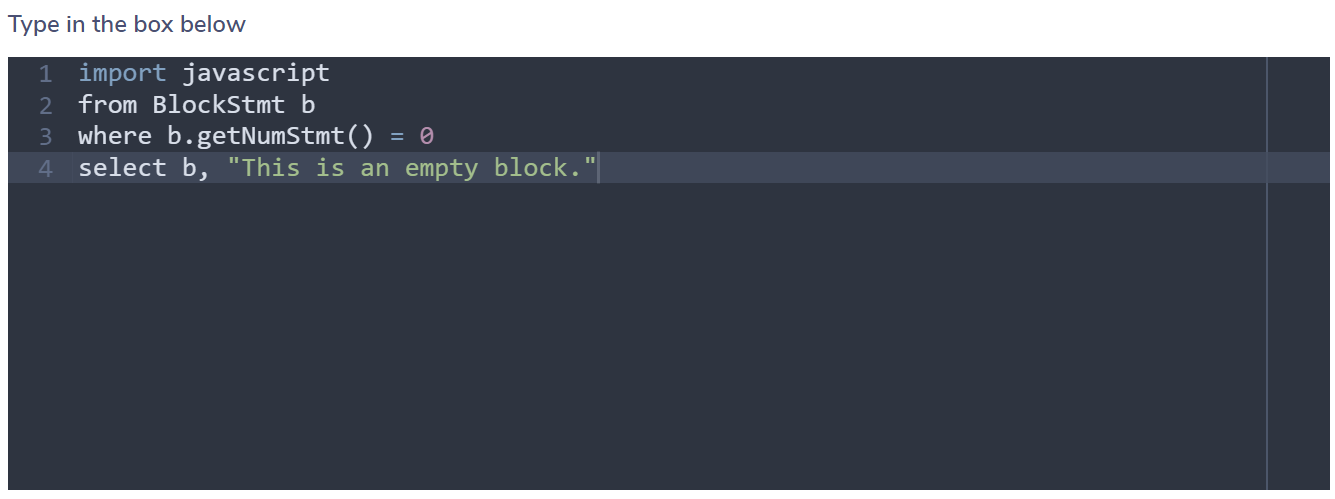 Type in the box below
1 import javascript
2 from BlockStmt b
3 where b.getNumStmt() = 0
4 select b, "This is an empty block."